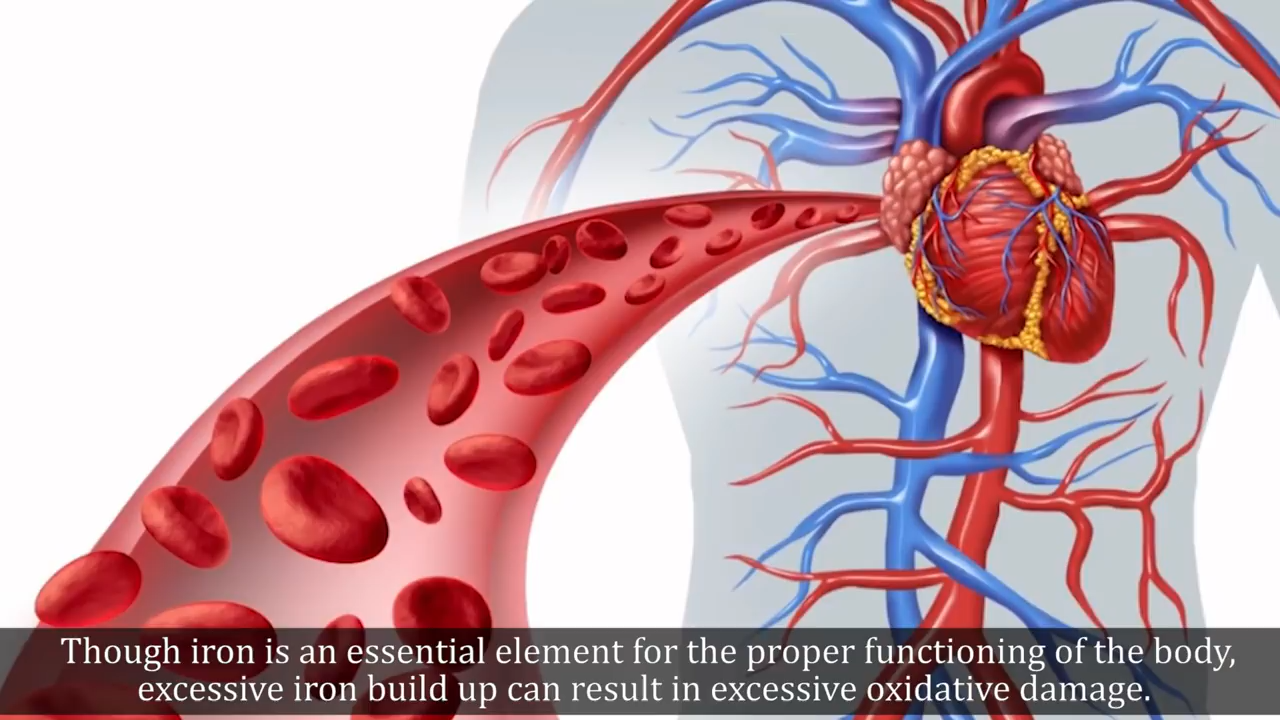 Though iron is an essential element for the proper functioning of the body,
excessive iron build up can result in excessive oxidative damage.